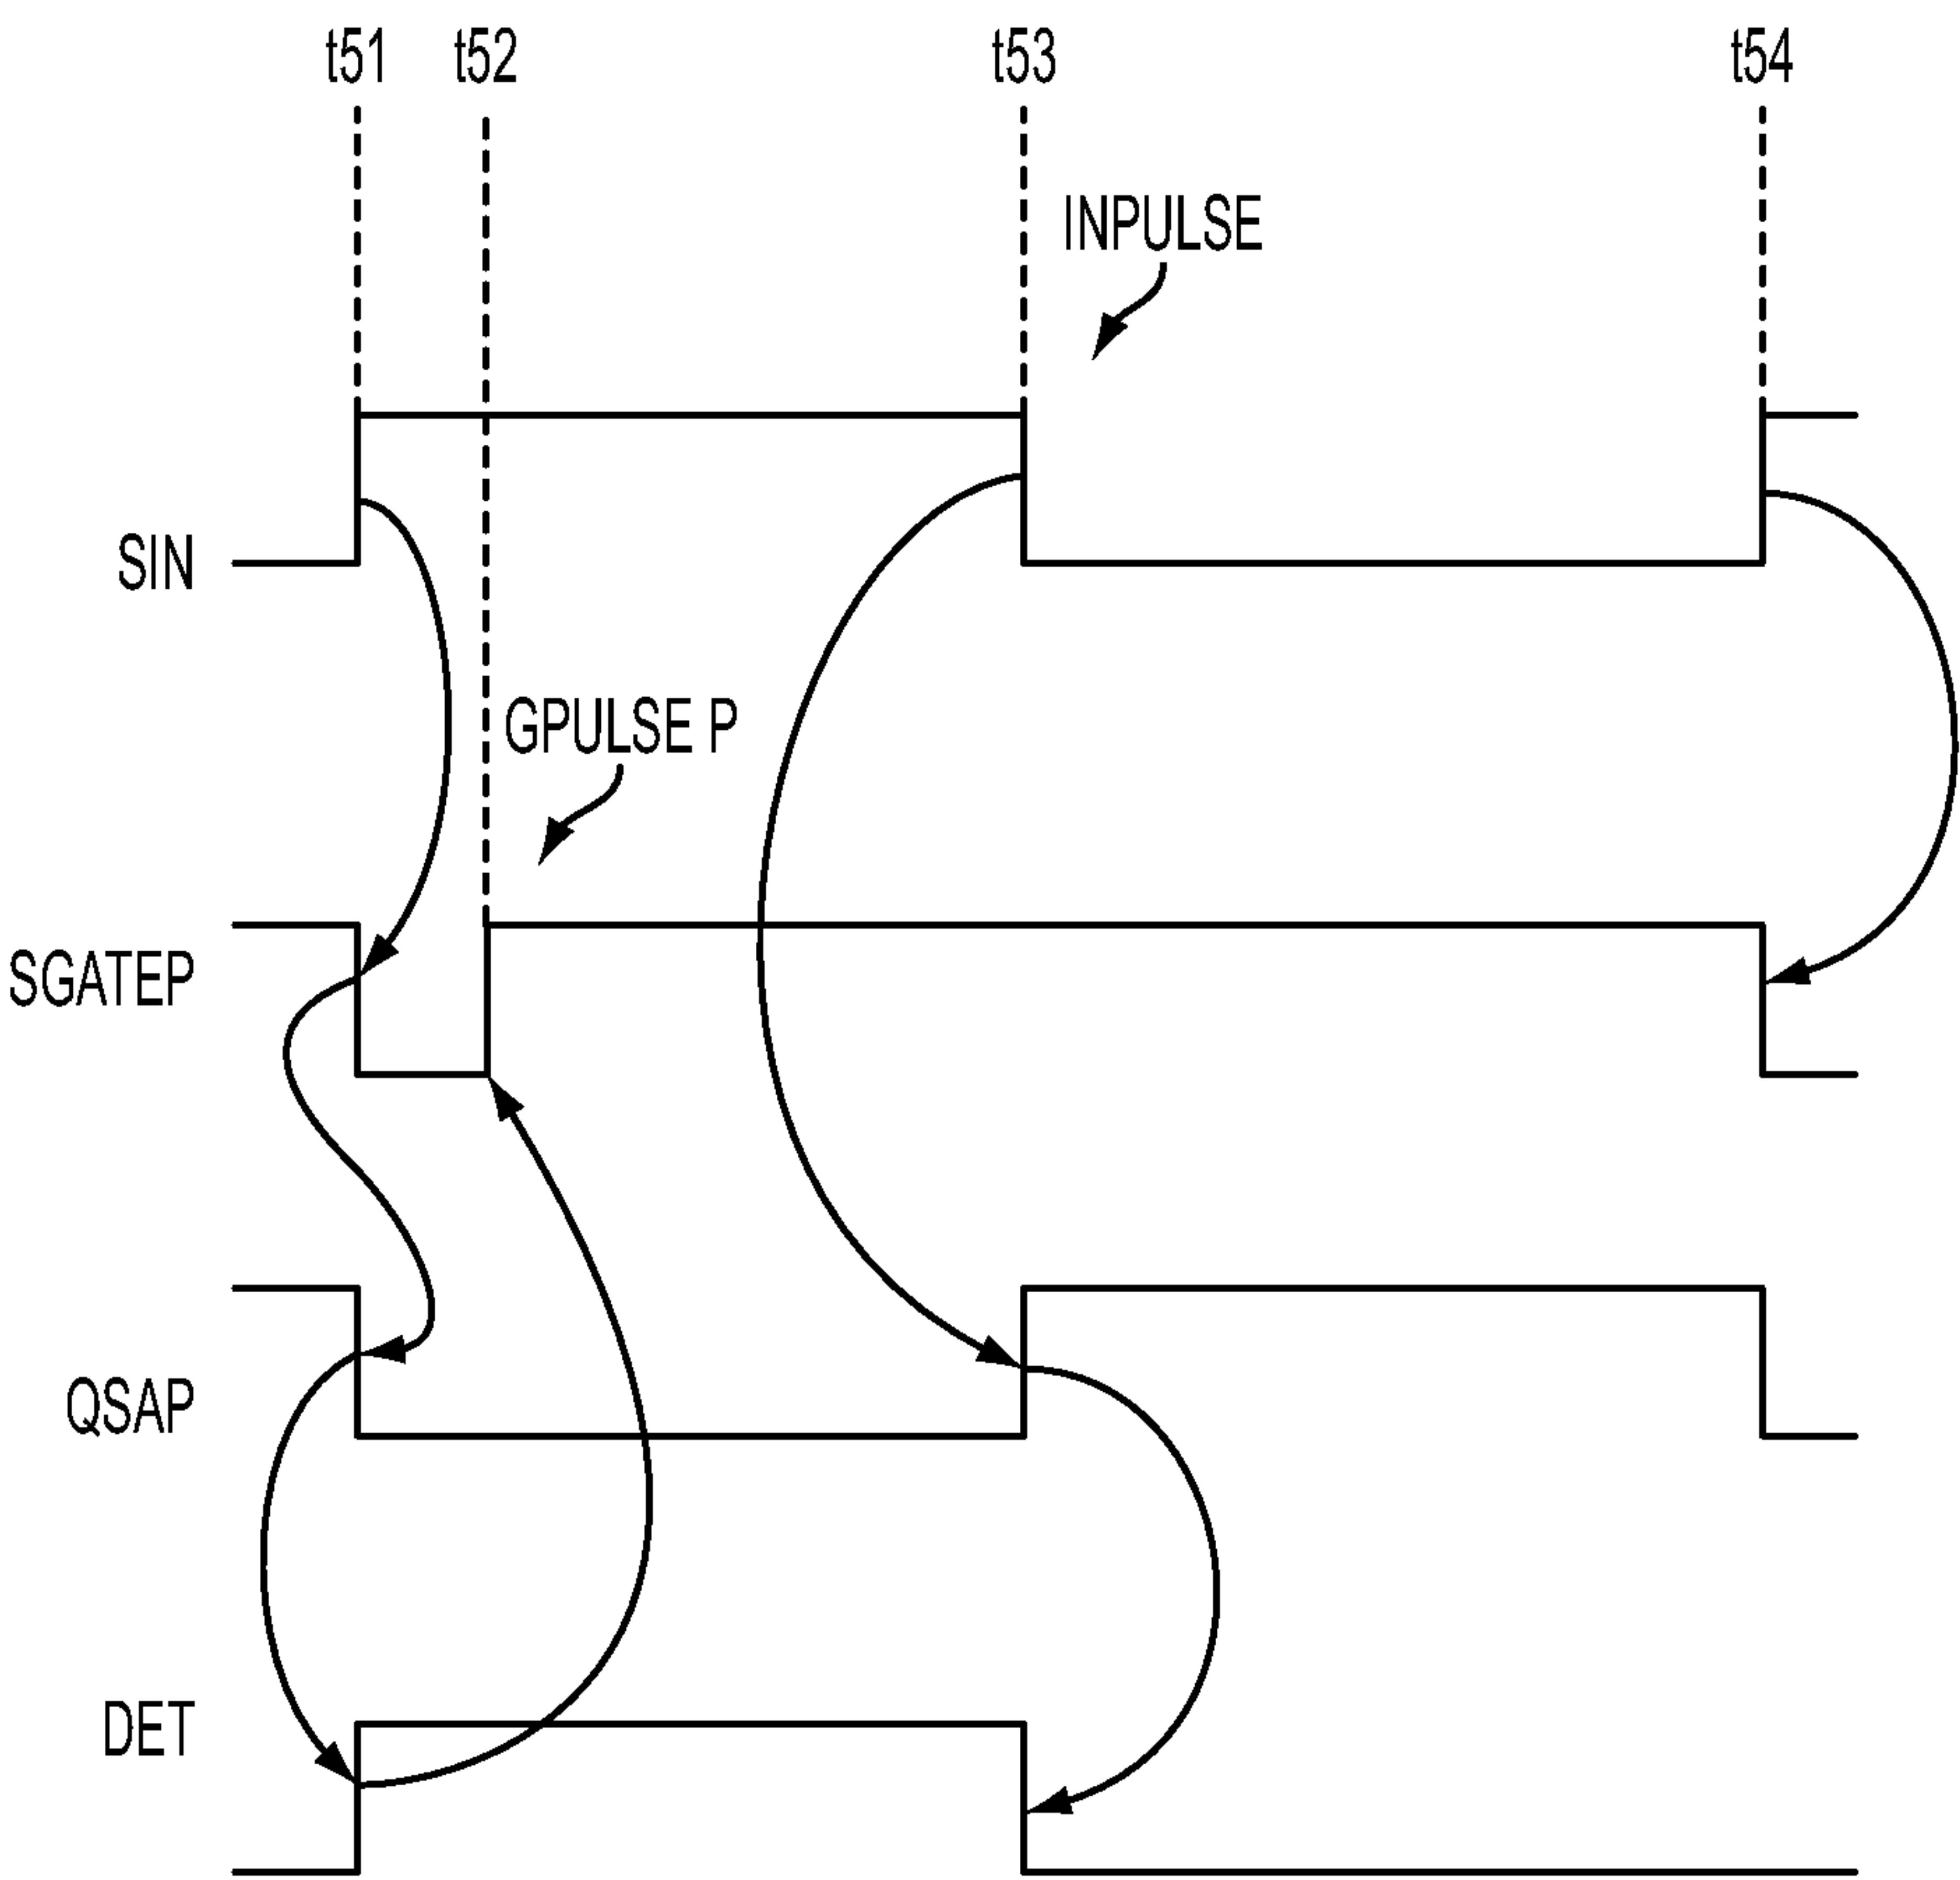 t51 t52 t53 t54
INPULSE
SIN
GPULSE P
SGATEP
QSAP
DET